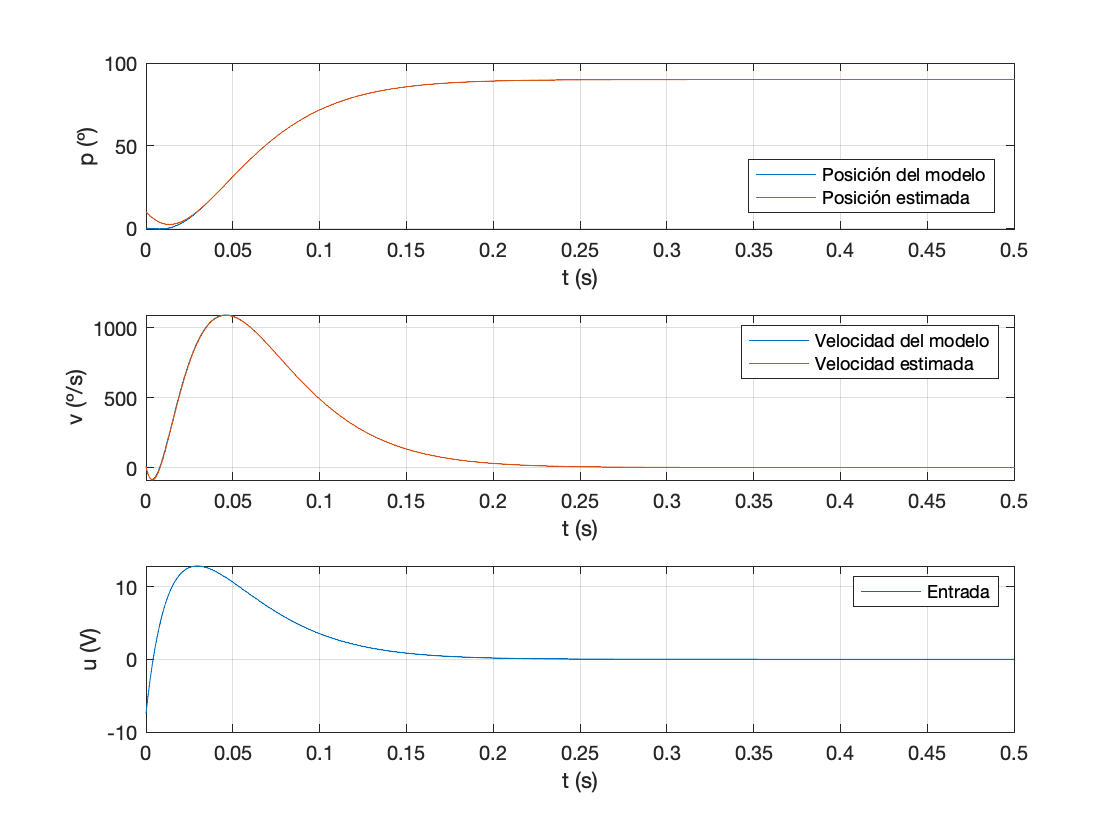 100
50
0
p (º)
Posición del modelo
Posición estimada
0 0.05 0.1 0.15 0.2 0.25 0.3 0.35 0.4 0.45 0.5
t (s)
1000
500
0
v (º/s)
Velocidad del modelo
Velocidad estimada
0 0.05 0.1 0.15 0.2 0.25 0.3 0.35 0.4 0.45 0.5
t (s)
10
0
-10
u (V)
Entrada
0 0.05 0.1 0.15 0.2 0.25 0.3 0.35 0.4 0.45 0.5
t (s)